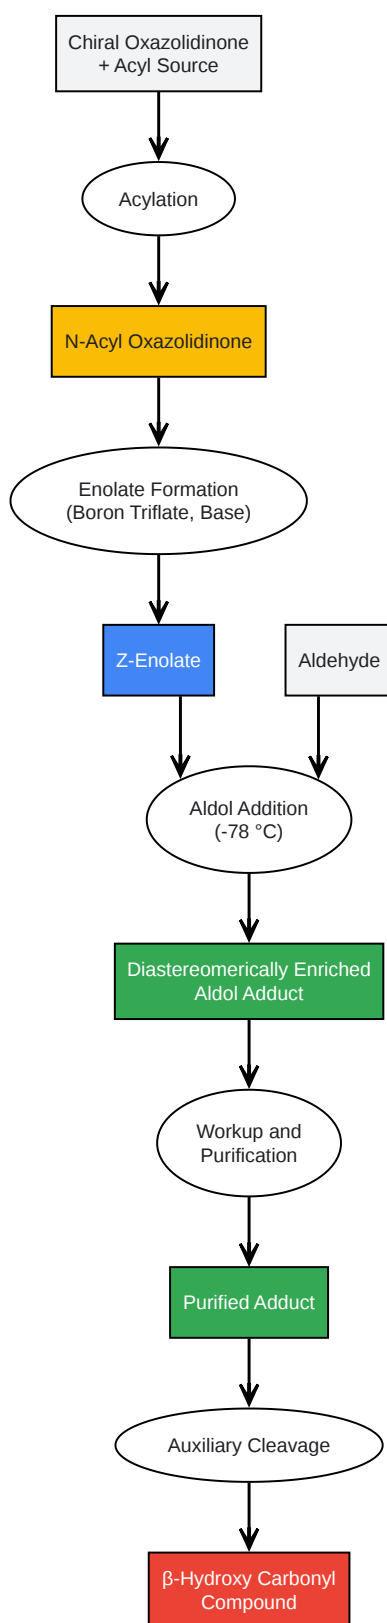 Chiral Oxazolidinone
+ Acyl Source
Acylation
N-Acyl Oxazolidinone
Enolate Formation
(Boron Triflate, Base)
Z-Enolate
Aldehyde
Aldol Addition
(-78 °C)
Diastereomerically Enriched
Aldol Adduct
Workup and
Purification
Purified Adduct
Auxiliary Cleavage
β-Hydroxy Carbonyl
Compound